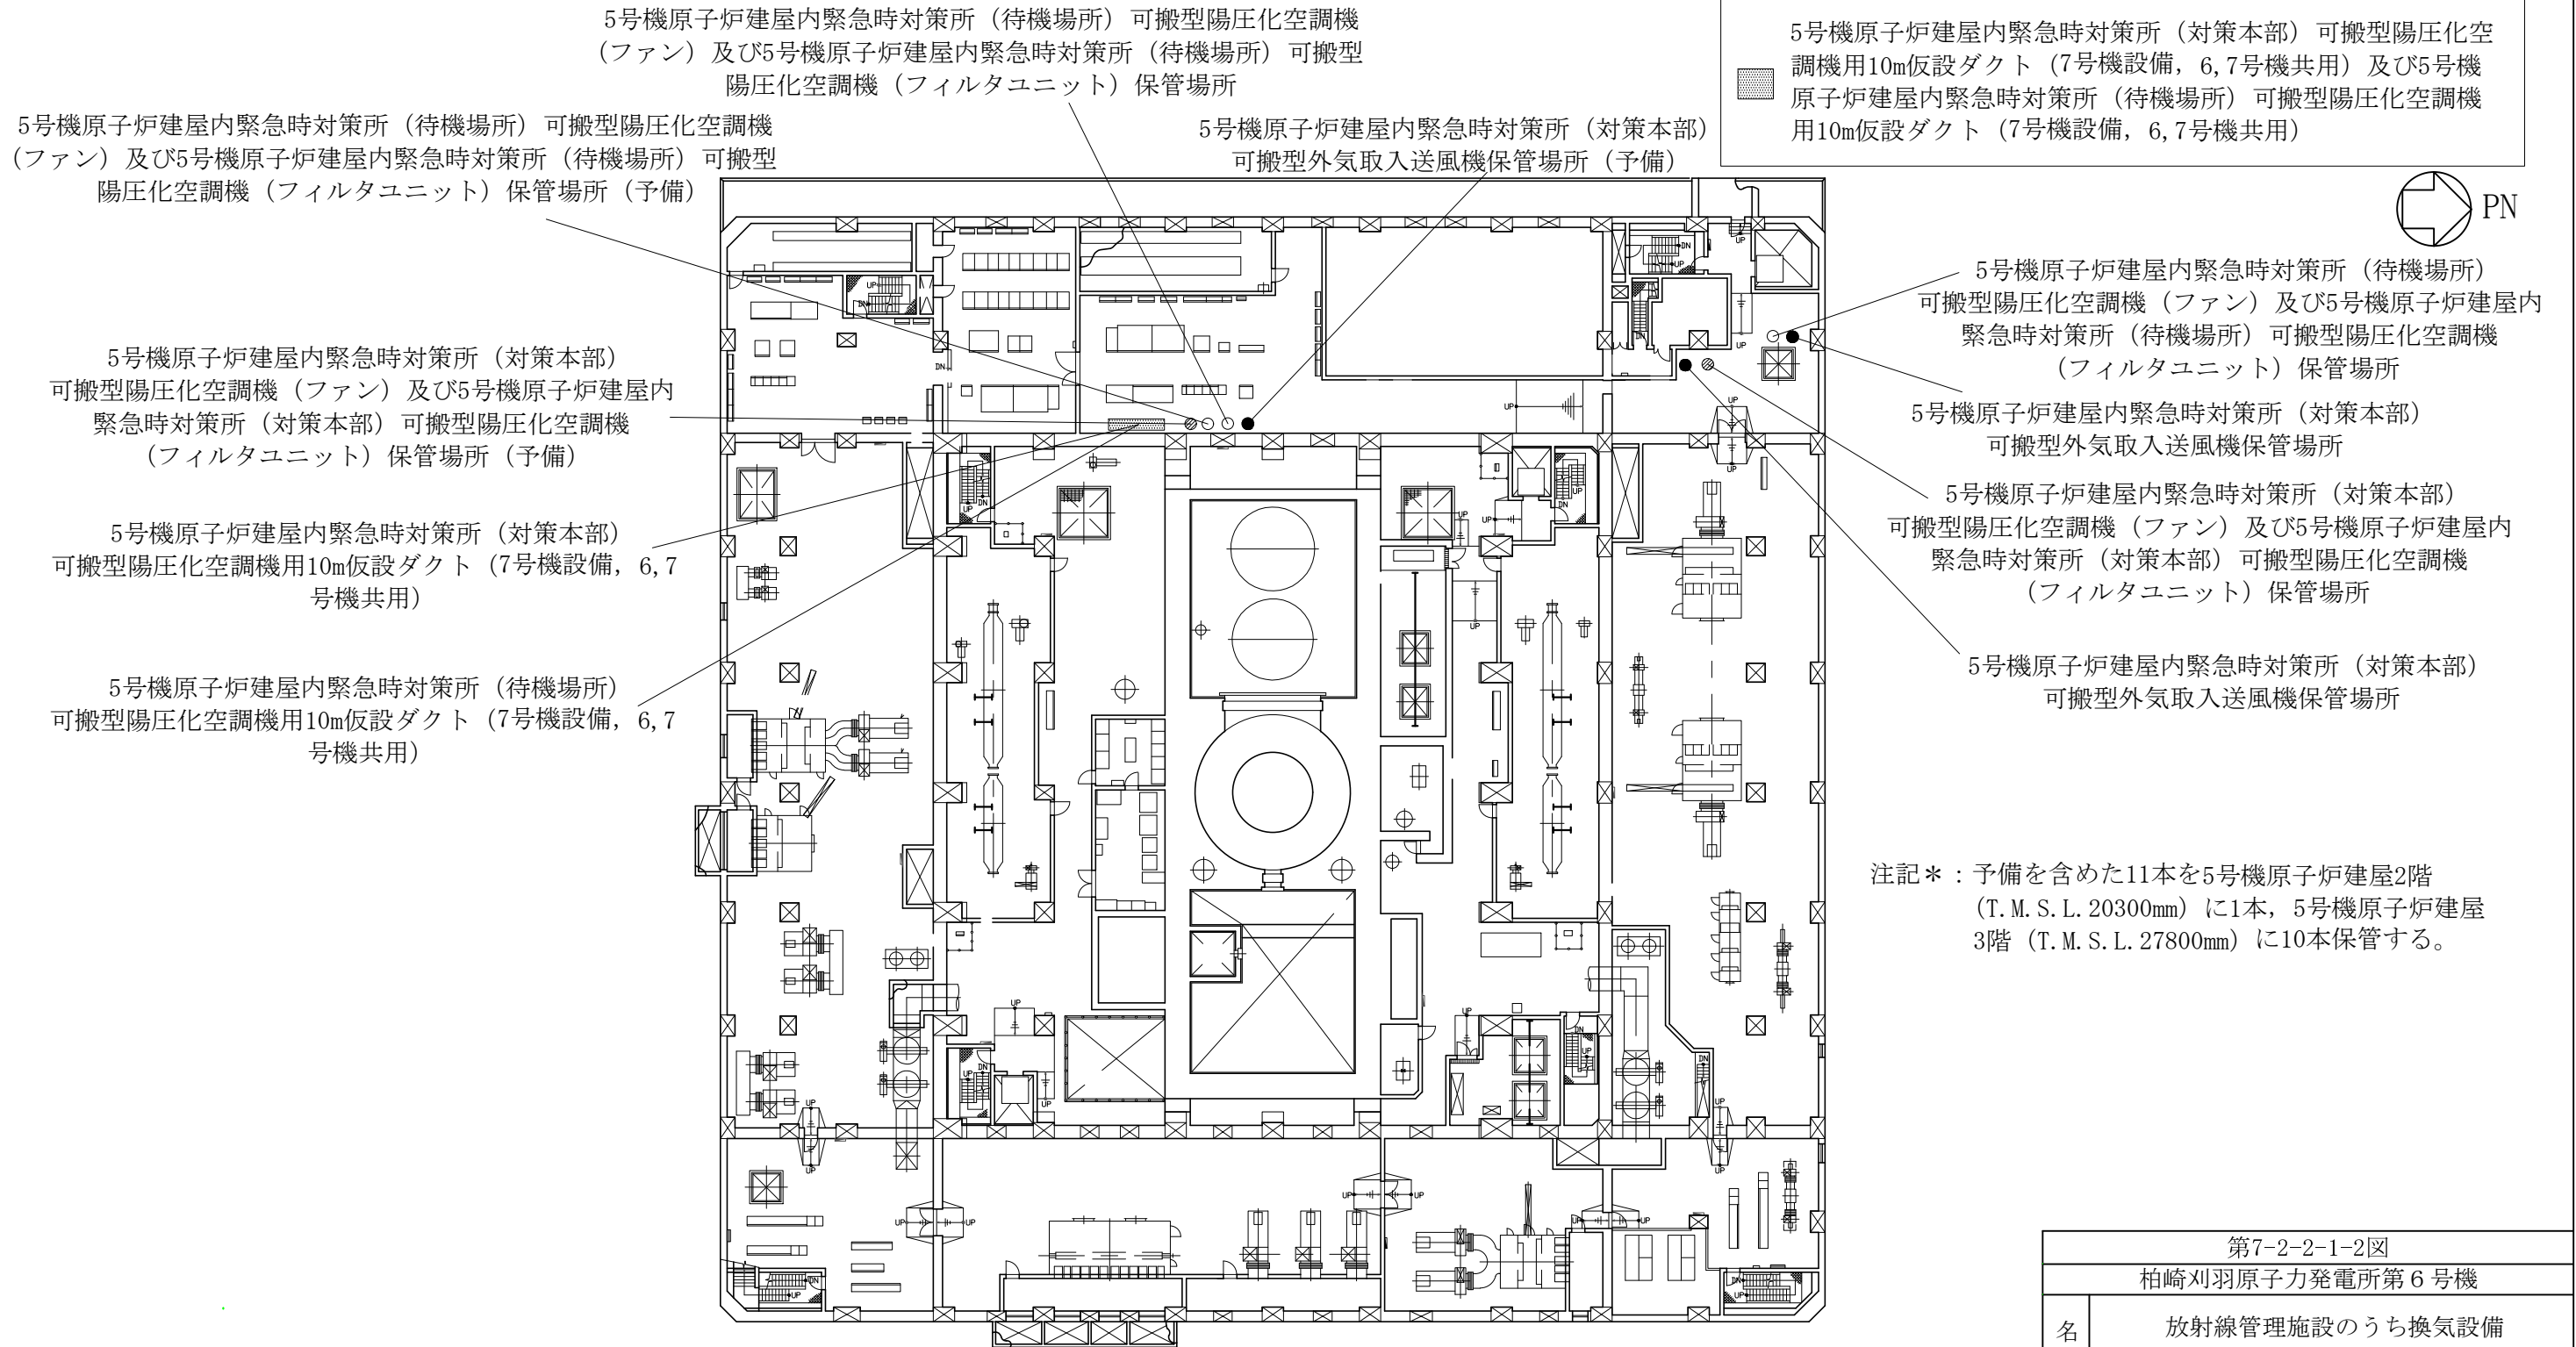 5号機原子炉建屋内緊急時対策所（待機場所）可搬型陽圧化空調機
（ファン）及び5号機原子炉建屋内緊急時対策所（待機場所）可搬型
陽圧化空調機（フィルタユニット）保管場所
5号機原子炉建屋内緊急時対策所（対策本部）可搬型陽圧化空
調機用10m仮設ダクト（7号機設備，6,7号機共用）及び5号機
原子炉建屋内緊急時対策所（待機場所）可搬型陽圧化空調機
用10m仮設ダクト（7号機設備，6,7号機共用）
5号機原子炉建屋内緊急時対策所（待機場所）可搬型陽圧化空調機
（ファン）及び5号機原子炉建屋内緊急時対策所（待機場所）可搬型
陽圧化空調機（フィルタユニット）保管場所（予備）
5号機原子炉建屋内緊急時対策所（対策本部）
可搬型外気取入送風機保管場所（予備）
PN
5号機原子炉建屋内緊急時対策所（対策本部）
可搬型陽圧化空調機（ファン）及び5号機原子炉建屋内
緊急時対策所（対策本部）可搬型陽圧化空調機
（フィルタユニット）保管場所（予備）
5号機原子炉建屋内緊急時対策所（対策本部）
可搬型陽圧化空調機用10m仮設ダクト（7号機設備，6,7
号機共用）
5号機原子炉建屋内緊急時対策所（待機場所）
可搬型陽圧化空調機用10m仮設ダクト（7号機設備，6,7
号機共用）
5号機原子炉建屋内緊急時対策所（待機場所）
可搬型陽圧化空調機（ファン）及び5号機原子炉建屋内
緊急時対策所（待機場所）可搬型陽圧化空調機
（フィルタユニット）保管場所
5号機原子炉建屋内緊急時対策所（対策本部）
可搬型外気取入送風機保管場所
5号機原子炉建屋内緊急時対策所（対策本部）
可搬型陽圧化空調機（ファン）及び5号機原子炉建屋内
緊急時対策所（対策本部）可搬型陽圧化空調機
（フィルタユニット）保管場所
5号機原子炉建屋内緊急時対策所（対策本部）
可搬型外気取入送風機保管場所
注記＊：予備を含めた11本を5号機原子炉建屋2階
（T.M.S.L.20300mm）に1本，5号機原子炉建屋
3階（T.M.S.L.27800mm）に10本保管する。
第7-2-2-1-2図
柏崎刈羽原子力発電所第６号機
名
放射線管理施設のうち換気設備